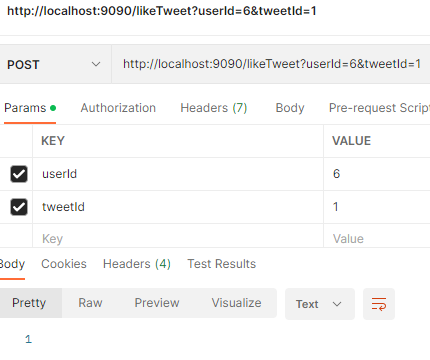 http://localhost:9090/likeTweet?userId=6&tweetId=1
POST http://localhost:9090/likeTweet?userId=6&tweetId=1
Params Authorization Headers (7) Body Pre-request Script
KEY VALUE
userId 6
tweetId 1
Key Value
Body Cookies Headers (4) Test Results
Pretty Raw Preview Visualize Text
1